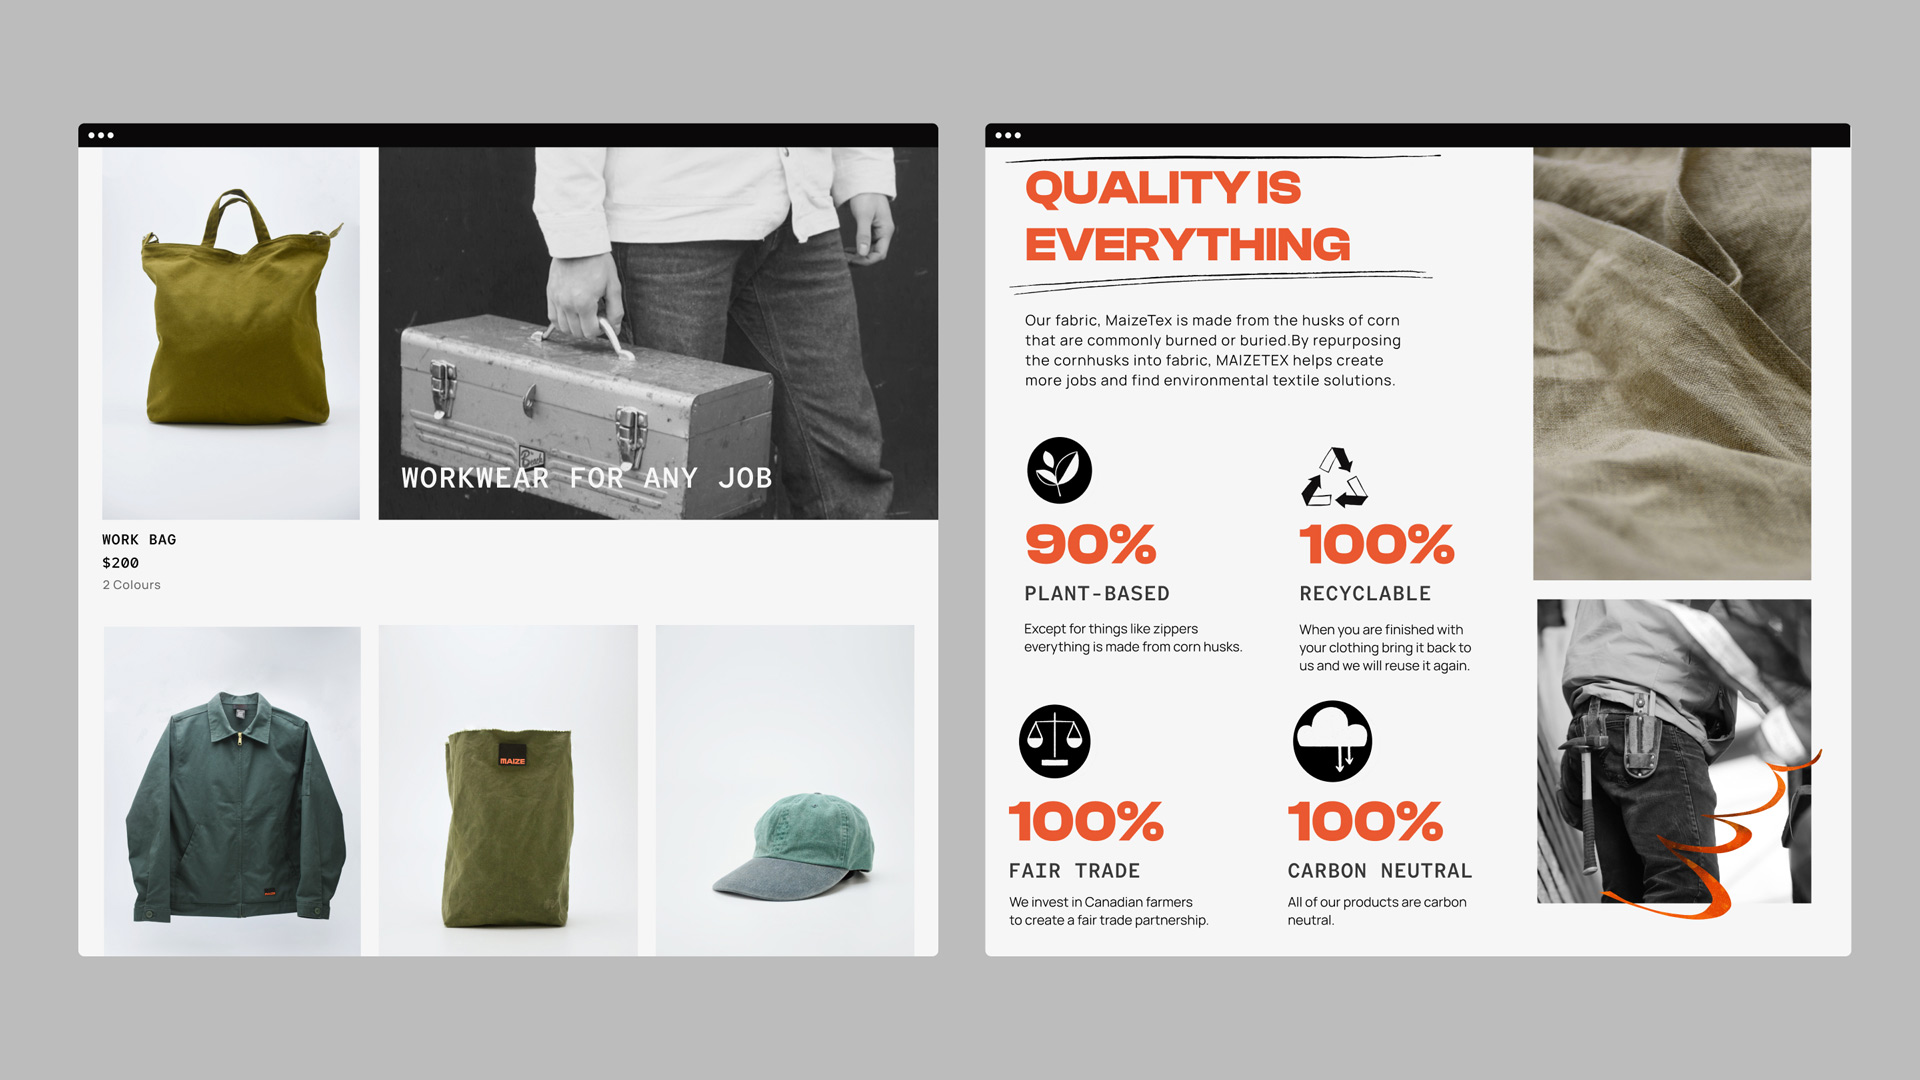 WORKWEAR FOR ANY JOB
WORK BAG
$200
2 Colours
MAIZE
QUALITY IS
EVERYTHING
Our fabric, MaizeTex is made from the husks of corn
that are commonly burned or buried.By repurposing
the cornhusks into fabric, MAIZETEX helps create
more jobs and find environmental textile solutions.
90%
PLANT-BASED
Except for things like zippers
everything is made from corn husks.
100%
RECYCLABLE
When you are finished with
your clothing bring it back to
us and we will reuse it again.
100%
FAIR TRADE
We invest in Canadian farmers
to create a fair trade partnership.
100%
CARBON NEUTRAL
All of our products are carbon
neutral.